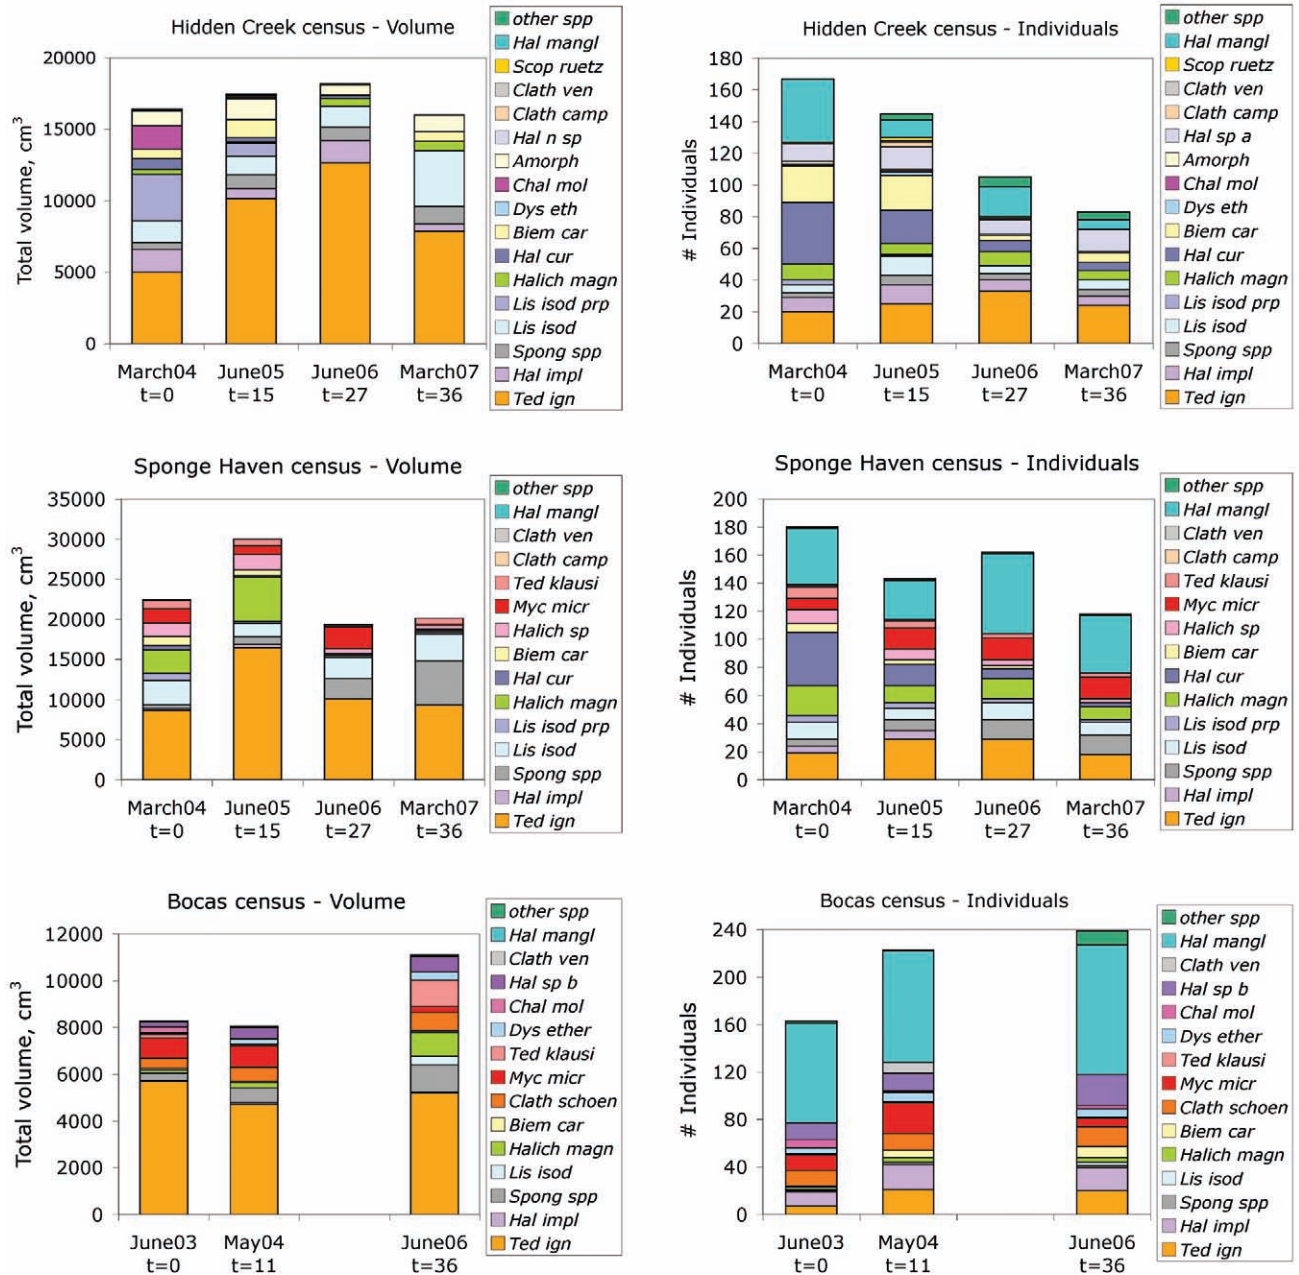 Hidden Creek census - Volume
Total volume, cm³
20000
15000
10000
5000
0
March04
June05
June06
March07
t=0
t=15
t=27
t=36
other spp
Hal mangl
Scop ruetz
Clath ven
Clath camp
Hal n sp
Amorph
Chal mol
Dys eth
Biem car
Hal cur
Halich magn
Lis isod prp
Lis isod
Spong spp
Hal impl
Ted ign
Hidden Creek census - Individuals
# Individuals
180
160
140
120
100
80
60
40
20
0
March04
June05
June06
March07
t=0
t=15
t=27
t=36
other spp
Hal mangl
Scop ruetz
Clath ven
Clath camp
Hal sp a
Amorph
Chal mol
Dys eth
Biem car
Hal cur
Halich magn
Lis isod prp
Lis isod
Spong spp
Hal impl
Ted ign
Sponge Haven census - Volume
Total volume, cm³
35000
30000
25000
20000
15000
10000
5000
0
March04
June05
June06
March07
t=0
t=15
t=27
t=36
other spp
Hal mangl
Clath ven
Clath camp
Ted klausi
Myc micr
Halich sp
Biem car
Hal cur
Halich magn
Lis isod prp
Lis isod
Spong spp
Hal impl
Ted ign
Sponge Haven census - Individuals
# Individuals
200
180
160
140
120
100
80
60
40
20
0
March04
June05
June06
March07
t=0
t=15
t=27
t=36
other spp
Hal mangl
Clath ven
Clath camp
Ted klausi
Myc micr
Halich sp
Biem car
Hal cur
Halich magn
Lis isod prp
Lis isod
Spong spp
Hal impl
Ted ign
Bocas census - Volume
Total volume, cm³
12000
10000
8000
6000
4000
2000
0
June03
May04
June06
t=0
t=11
t=36
other spp
Hal mangl
Clath ven
Hal sp b
Chal mol
Dys ether
Ted klausi
Myc micr
Clath schoen
Biem car
Halich magn
Lis isod
Spong spp
Hal impl
Ted ign
Bocas census - Individuals
# Individuals
240
200
160
120
80
40
0
June03
May04
June06
t=0
t=11
t=36
other spp
Hal mangl
Clath ven
Hal sp b
Chal mol
Dys ether
Ted klausi
Myc micr
Clath schoen
Biem car
Halich magn
Lis isod
Spong spp
Hal impl
Ted ign